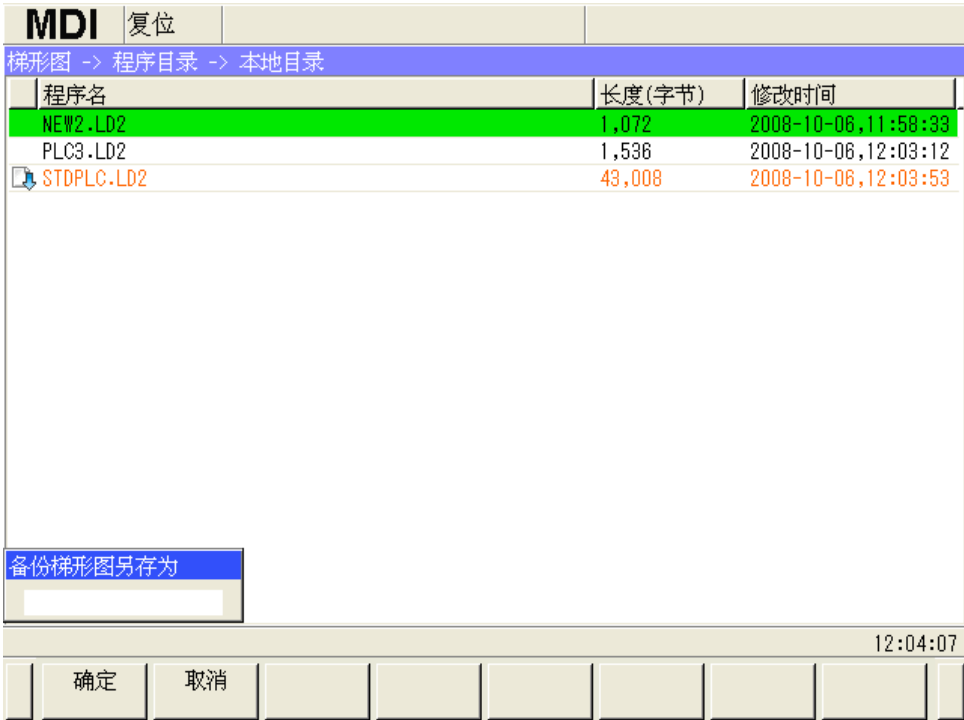 MDI 复位
梯形图 -> 程序目录 -> 本地目录
程序名 长度(字节) 修改时间
NEW2.LD2 1,072 2008-10-06,11:58:33
PLC3.LD2 1,536 2008-10-06,12:03:12
STDPLC.LD2 43,008 2008-10-06,12:03:53
备份梯形图另存为
12:04:07
确定 取消